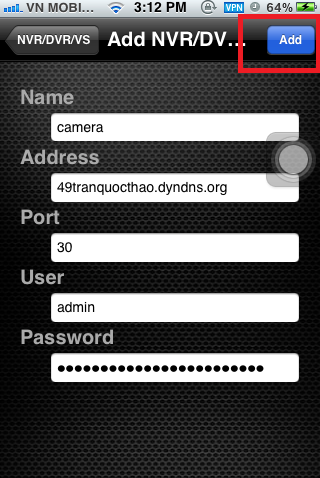 VN MOBI... 3:12 PM VPN 64%
NVR/DVR/VS Add NVR/DV... Add
Name
camera
Address
49tranquocthao.dyndns.org
Port
30
User
admin
Password
●●●●●●●●●●●●●●●●●●●●●●●●